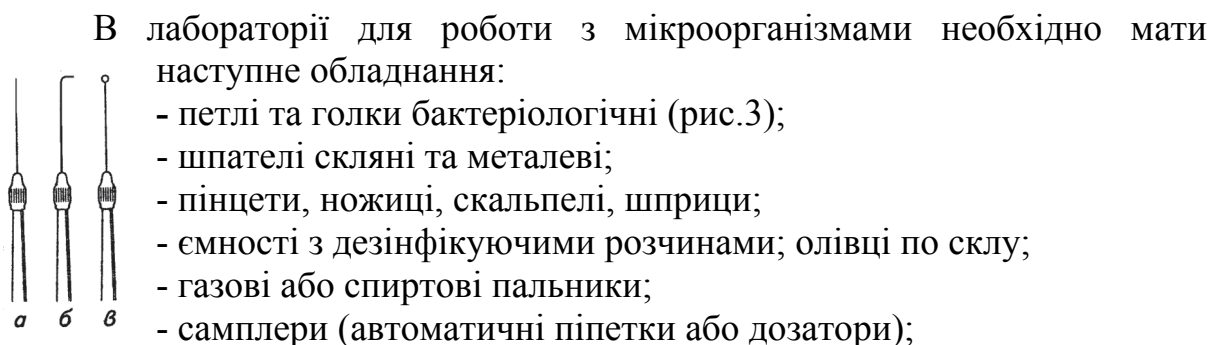 В лабораторії для роботи з мікроорганізмами необхідно мати
наступне обладнання:
- петлі та голки бактеріологічні (рис.3);
- шпателі скляні та металеві;
- пінцети, ножиці, скальпелі, шприци;
- ємності з дезінфікуючими розчинами; олівці по склу;
- газові або спиртові пальники;
- самплери (автоматичні піпетки або дозатори);
а б в